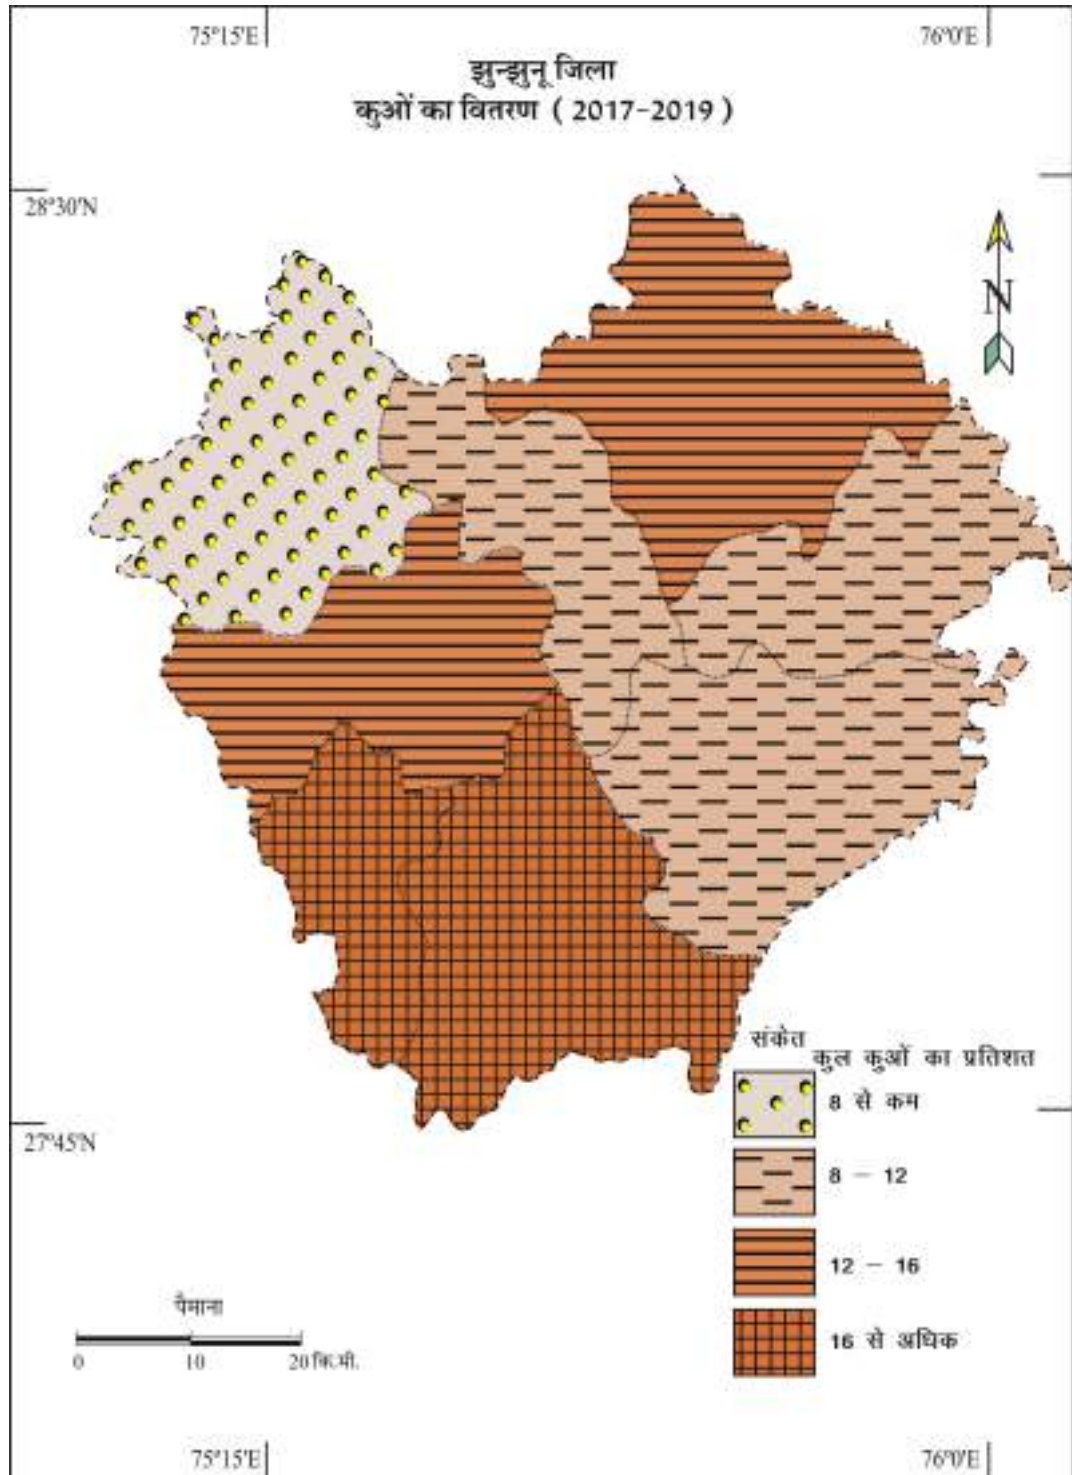 75°15'E 76°0'E
झुन्झुनू जिला
कुओं का वितरण ( 2017-2019 )
28°30'N
N
27°45'N
संकेत
कुल कुओं का प्रतिशत
8 से कम
8 – 12
12 – 16
16 से अधिक
पैमाना
0 10 20 कि.मी.
75°15'E 76°0'E